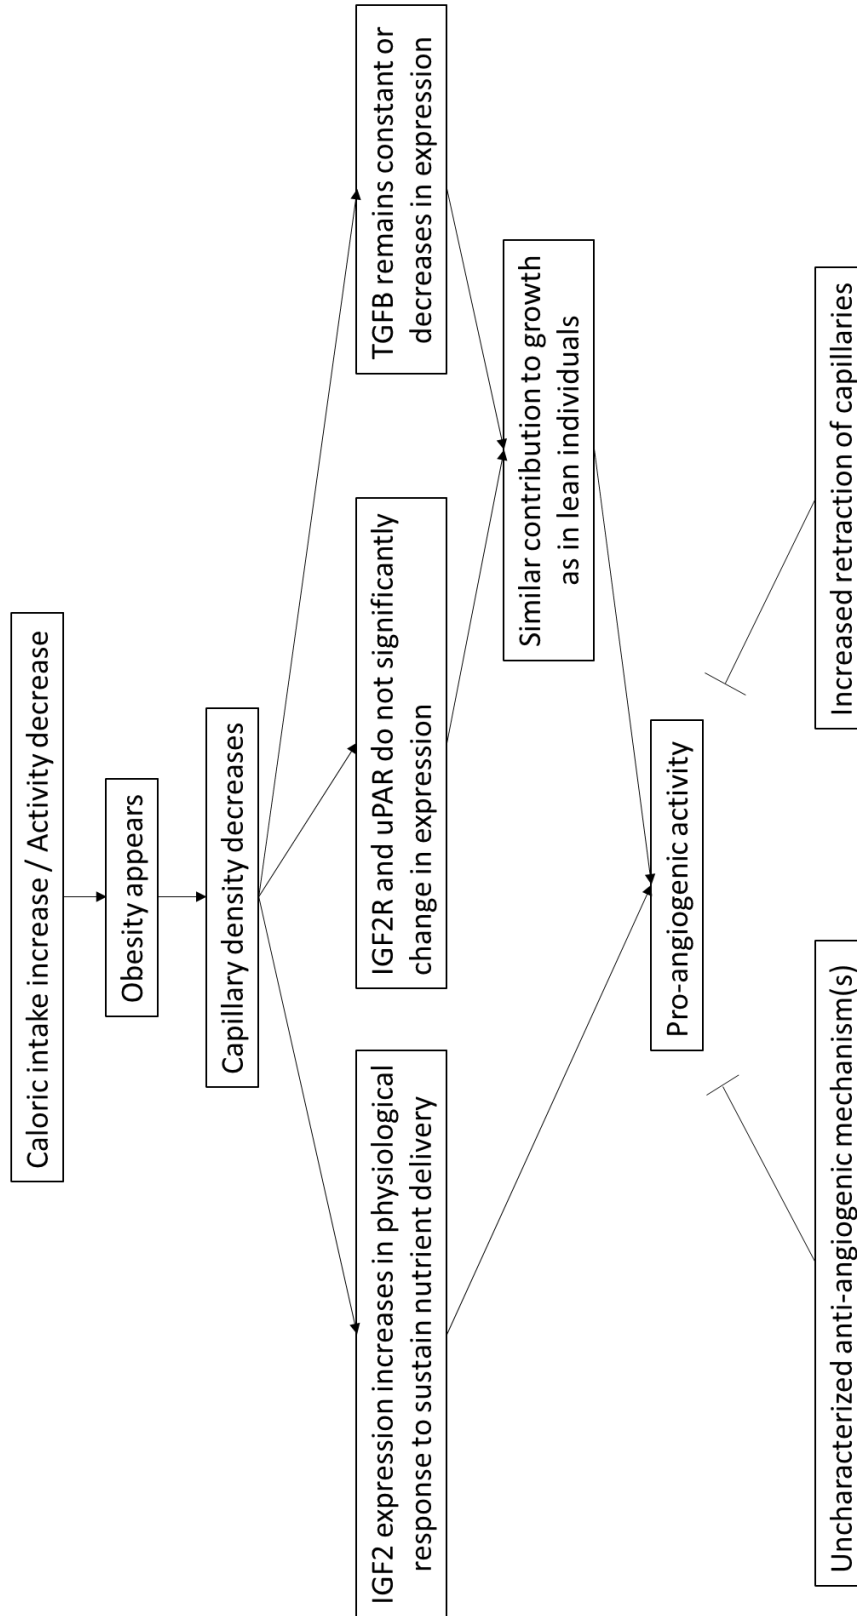 Caloric intake increase / Activity decrease
Obesity appears
Capillary density decreases
IGF2 expression increases in physiological
response to sustain nutrient delivery
IGF2R and uPAR do not significantly
change in expression
TGFB remains constant or
decreases in expression
Similar contribution to growth
as in lean individuals
Pro-angiogenic activity
Uncharacterized anti-angiogenic mechanism(s)
Increased retraction of capillaries